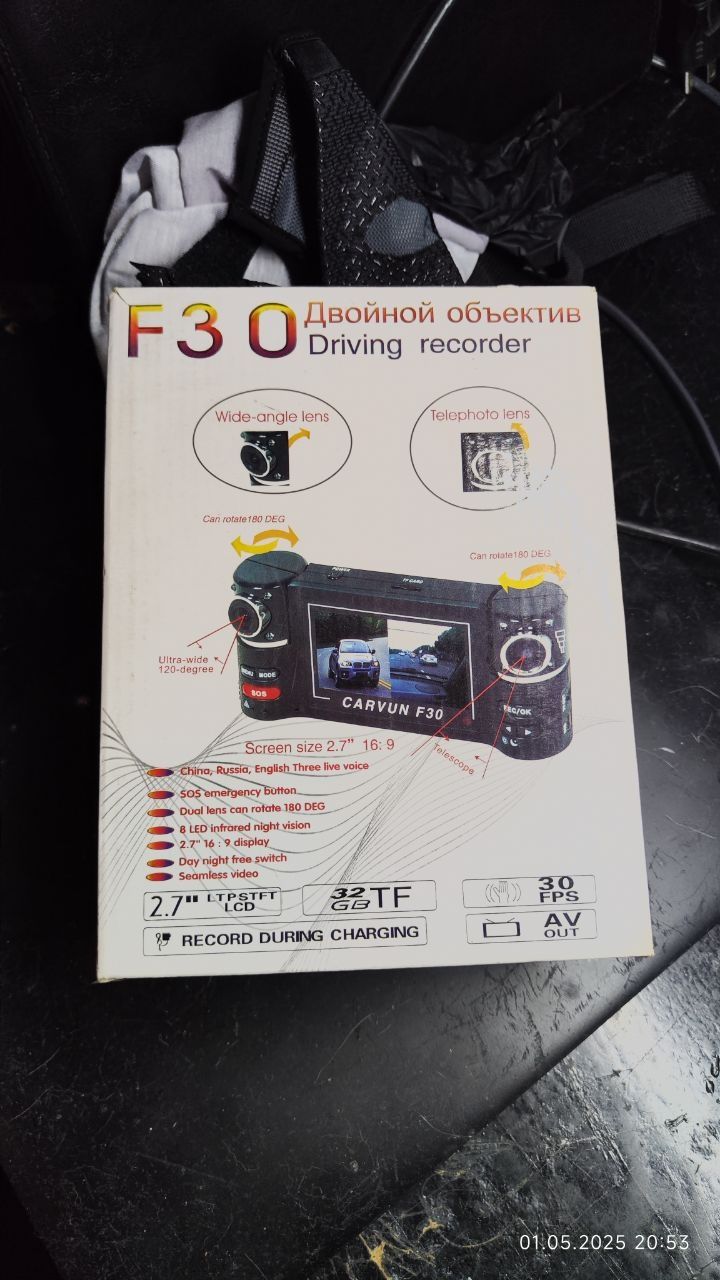 F30 Двойной объектив
Driving recorder
Wide-angle lens
Telephoto lens
Can rotate180 DEG
Can rotate180 DEG
POWER
TF CARD
Ultra-wide
120-degree
MENU MODE
SOS
REC/OK
CARVUN F30
Telescope
Screen size 2.7" 16:9
China, Russia, English Three live voice
SOS emergency button
Dual lens can rotate 180 DEG
8 LED infrared night vision
2.7" 16 : 9 display
Day night free switch
Seamless video
2.7" LTPSTFT
LCD
32
GB TF
30
FPS
RECORD DURING CHARGING
AV
OUT
01.05.2025 20:53